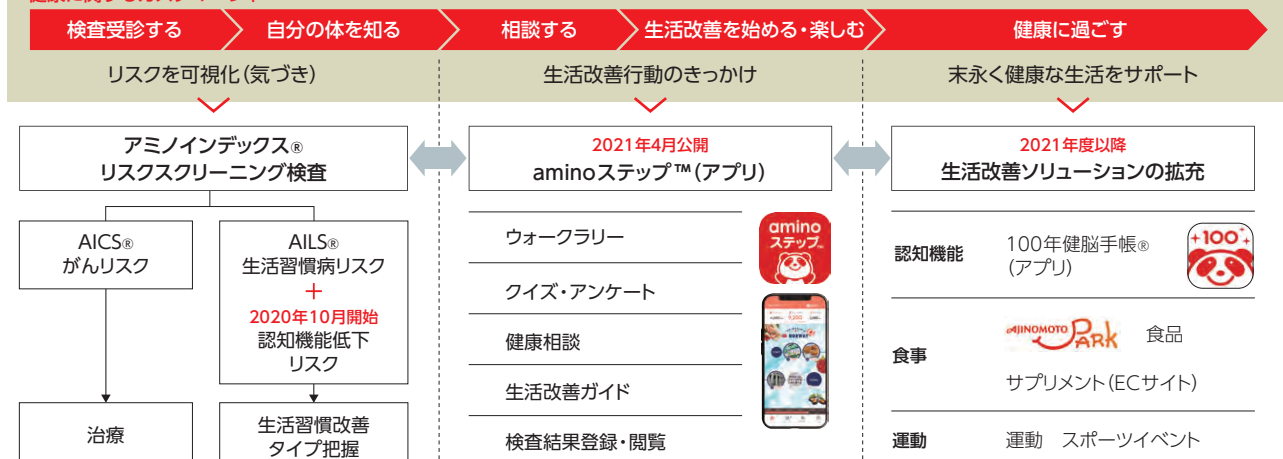 検査受診する
自分の体を知る
相談する
生活改善を始める・楽しむ
健康に過ごす
リスクを可視化(気づき)
生活改善行動のきっかけ
末永く健康な生活をサポート
アミノインデックス®
リスクスクリーニング検査
AICS®
がんリスク
治療
AILS®
生活習慣病リスク
+
2020年10月開始
認知機能低下
リスク
生活習慣改善
タイプ把握
2021年4月公開
aminoステップ™(アプリ)
ウォークラリー
クイズ・アンケート
健康相談
生活改善ガイド
検査結果登録・閲覧
amino
ステップ™
2021年度以降
生活改善ソリューションの拡充
認知機能
100年健脳手帳®
(アプリ)
+100+
食事
AJINOMOTO PARK 食品
サプリメント(ECサイト)
運動
運動 スポーツイベント